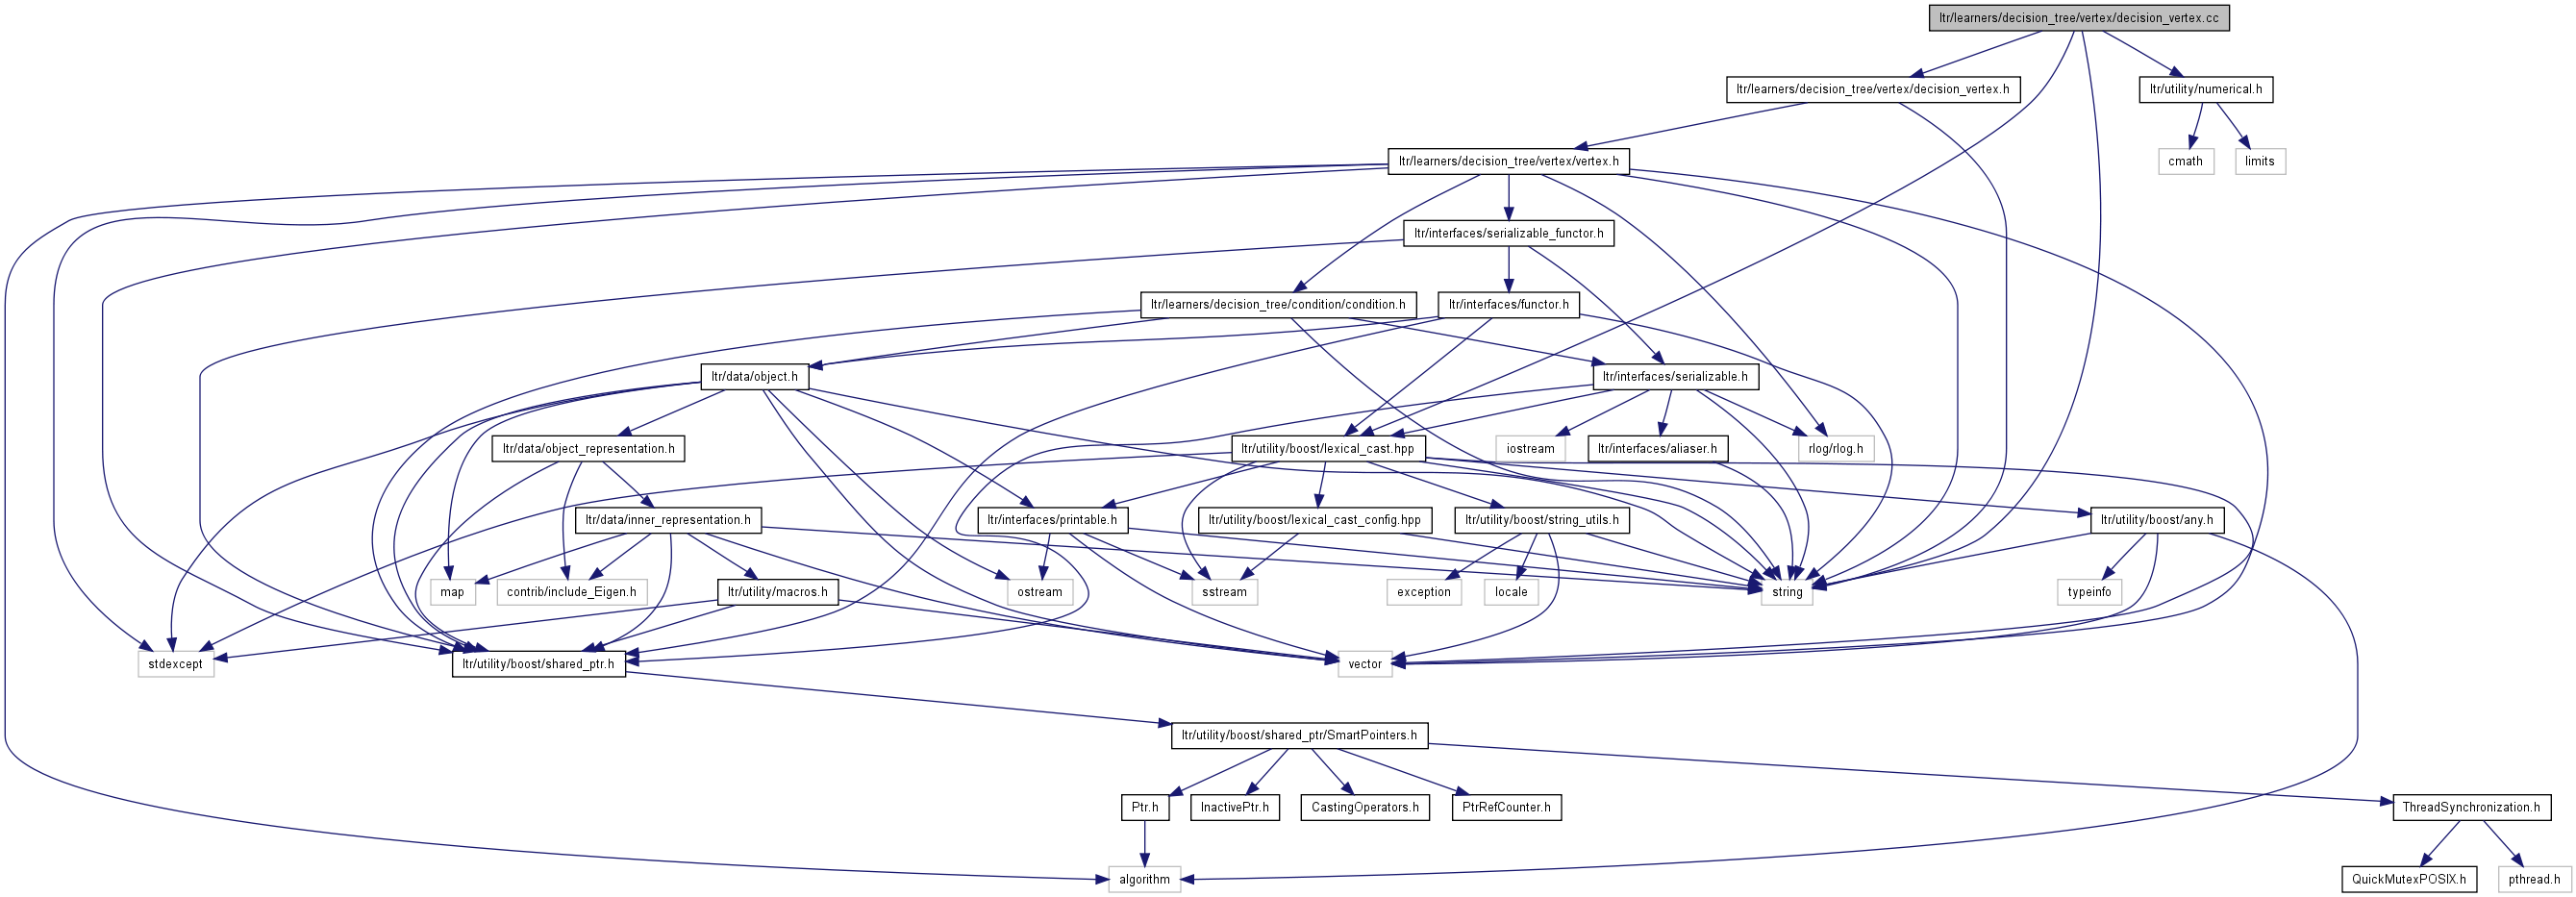 ltr/learners/decision_tree/vertex/decision_vertex.cc
ltr/learners/decision_tree/vertex/decision_vertex.h
ltr/utility/numerical.h
ltr/learners/decision_tree/vertex/vertex.h
cmath
limits
ltr/interfaces/serializable_functor.h
ltr/learners/decision_tree/condition/condition.h
ltr/interfaces/functor.h
ltr/data/object.h
ltr/interfaces/serializable.h
ltr/data/object_representation.h
ltr/utility/boost/lexical_cast.hpp
iostream
ltr/interfaces/aliaser.h
rlog/rlog.h
ltr/data/inner_representation.h
ltr/interfaces/printable.h
ltr/utility/boost/lexical_cast_config.hpp
ltr/utility/boost/string_utils.h
ltr/utility/boost/any.h
map
contrib/include_Eigen.h
ltr/utility/macros.h
ostream
sstream
exception
locale
string
typeinfo
stdexcept
ltr/utility/boost/shared_ptr.h
vector
ltr/utility/boost/shared_ptr/SmartPointers.h
Ptr.h
InactivePtr.h
CastingOperators.h
PtrRefCounter.h
ThreadSynchronization.h
algorithm
QuickMutexPOSIX.h
pthread.h